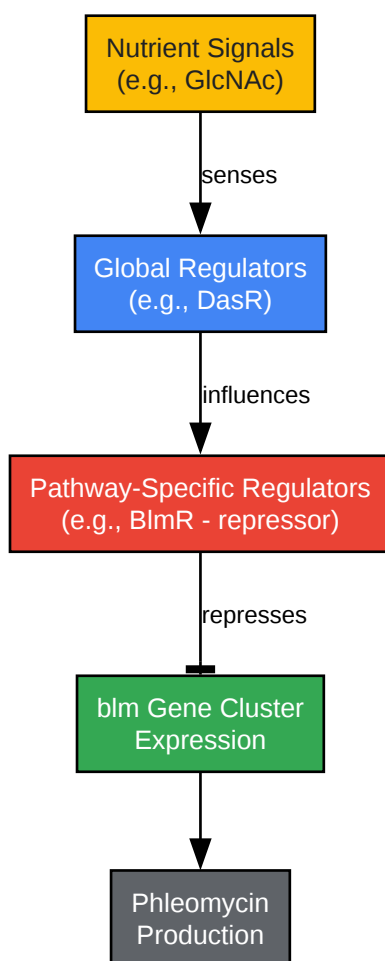 Nutrient Signals
(e.g., GlcNAc)
senses
Global Regulators
(e.g., DasR)
influences
Pathway-Specific Regulators
(e.g., BlmR - repressor)
represses
blm Gene Cluster
Expression
Phleomycin
Production